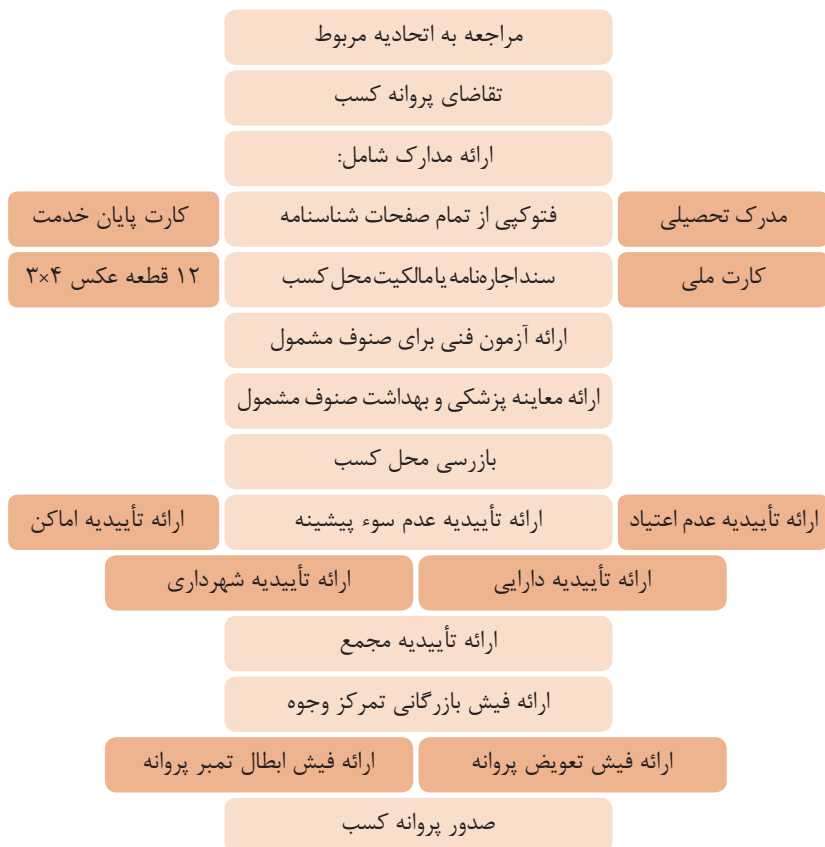 مراجعه به اتحادیه مربوط
تقاضای پروانه کسب
ارائه مدارک شامل:
مدرک تحصیلی
فتوکپی از تمام صفحات شناسنامه
کارت پایان خدمت
کارت ملی
سند اجاره‌نامه یا مالکیت محل کسب
۱۲ قطعه عکس ۴×۳
ارائه آزمون فنی برای صنوف مشمول
ارائه معاینه پزشکی و بهداشت صنوف مشمول
بازرسی محل کسب
ارائه تأییدیه عدم اعتیاد
ارائه تأییدیه عدم سوء پیشینه
ارائه تأییدیه اماکن
ارائه تأییدیه دارایی
ارائه تأییدیه شهرداری
ارائه تأییدیه مجمع
ارائه فیش بازرگانی تمرکز وجوه
ارائه فیش تعویض پروانه
ارائه فیش ابطال تمبر پروانه
صدور پروانه کسب